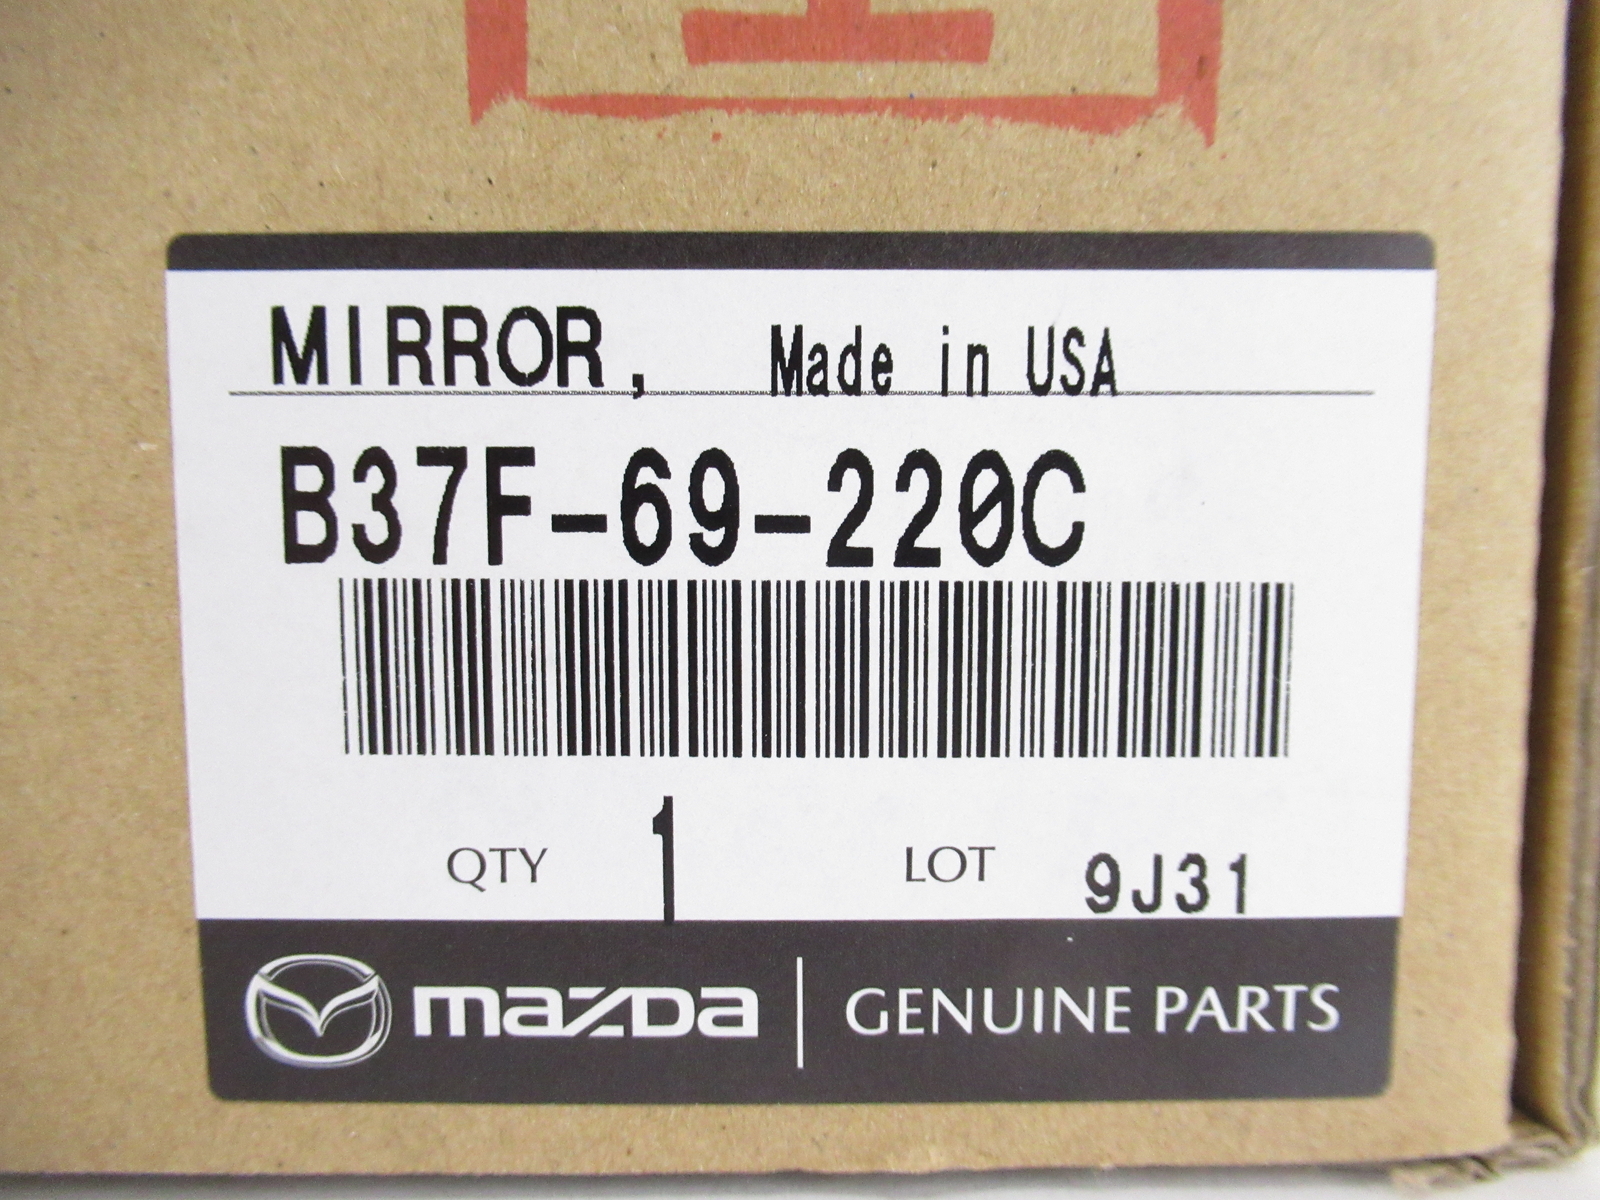 MIRROR, Made in USA
B37F-69-220C
QTY 1 LOT 9J31
mazda GENUINE PARTS